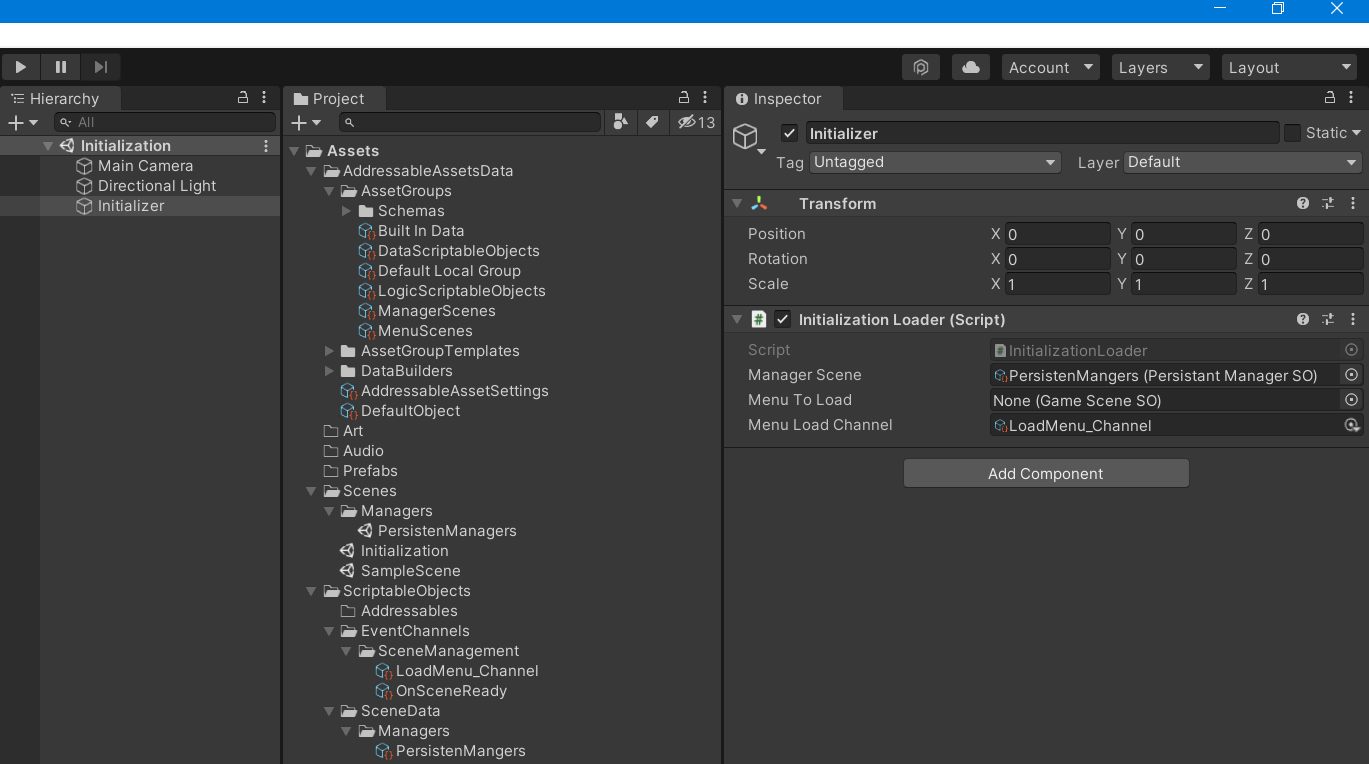 Account
Layers
Layout
Hierarchy
All
Initialization
Main Camera
Directional Light
Initializer
Project
13
Assets
AddressableAssetsData
AssetGroups
Schemas
Built In Data
DataScriptableObjects
Default Local Group
LogicScriptableObjects
ManagerScenes
MenuScenes
AssetGroupTemplates
DataBuilders
AddressableAssetSettings
DefaultObject
Art
Audio
Prefabs
Scenes
Managers
PersistenManagers
Initialization
SampleScene
ScriptableObjects
Addressables
EventChannels
SceneManagement
LoadMenu_Channel
OnSceneReady
SceneData
Managers
PersistenMangers
Inspector
Initializer Static
Tag Untagged Layer Default
Transform
Position X 0 Y 0 Z 0
Rotation X 0 Y 0 Z 0
Scale X 1 Y 1 Z 1
Initialization Loader (Script)
Script InitializationLoader
Manager Scene PersistenMangers (Persistant Manager SO)
Menu To Load None (Game Scene SO)
Menu Load Channel LoadMenu_Channel
Add Component